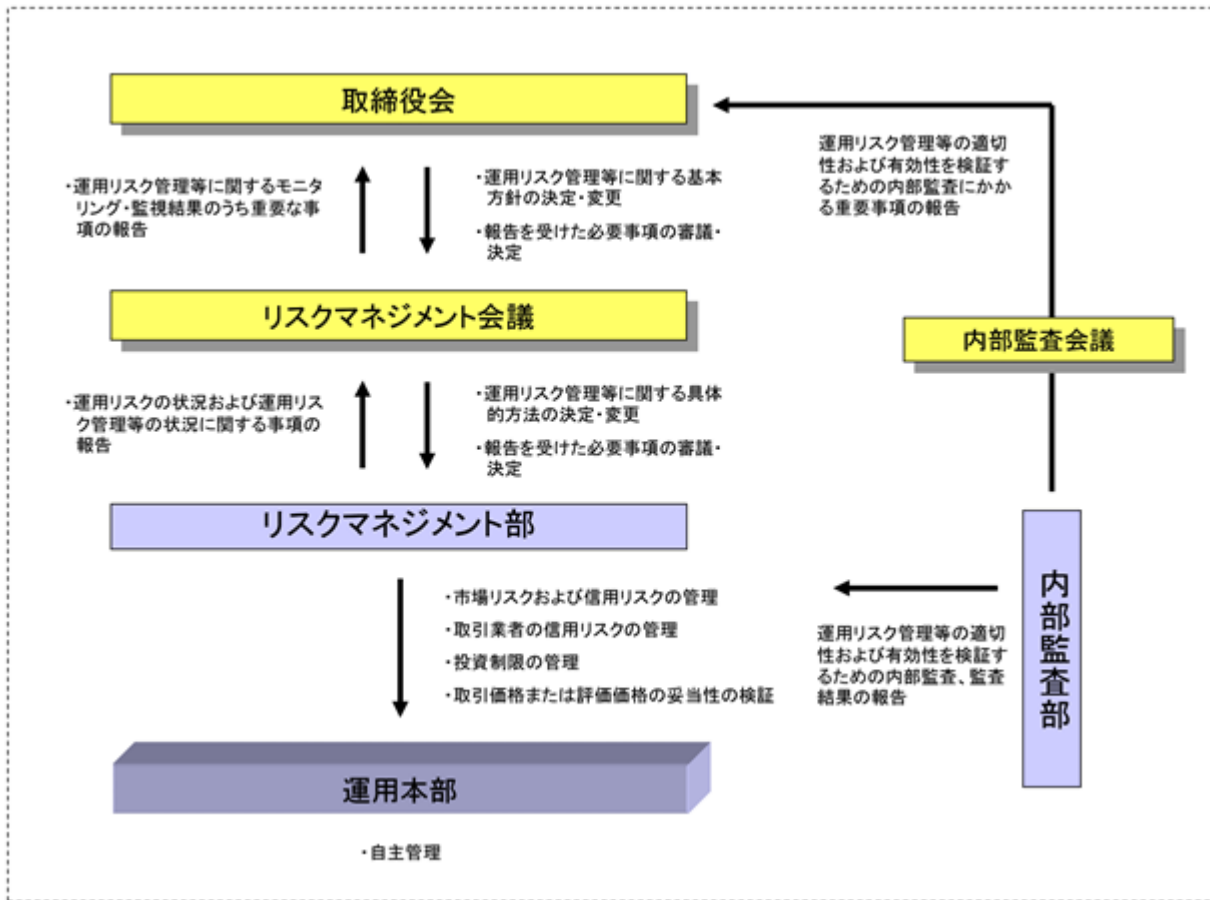 取締役会
・運用リスク管理等に関するモニ
タリング・監視結果のうち重要な事
項の報告
・運用リスク管理等に関する基本
方針の決定・変更
・報告を受けた必要事項の審議・
決定
運用リスク管理等の適切
性および有効性を検証す
るための内部監査にかか
る重要事項の報告
リスクマネジメント会議
内部監査会議
・運用リスクの状況および運用リス
ク管理等の状況に関する事項の
報告
・運用リスク管理等に関する具体
的方法の決定・変更
・報告を受けた必要事項の審議・
決定
リスクマネジメント部
・市場リスクおよび信用リスクの管理
・取引業者の信用リスクの管理
・投資制限の管理
・取引価格または評価価格の妥当性の検証
運用リスク管理等の適切
性および有効性を検証す
るための内部監査、監査
結果の報告
内部監査部
運用本部
・自主管理